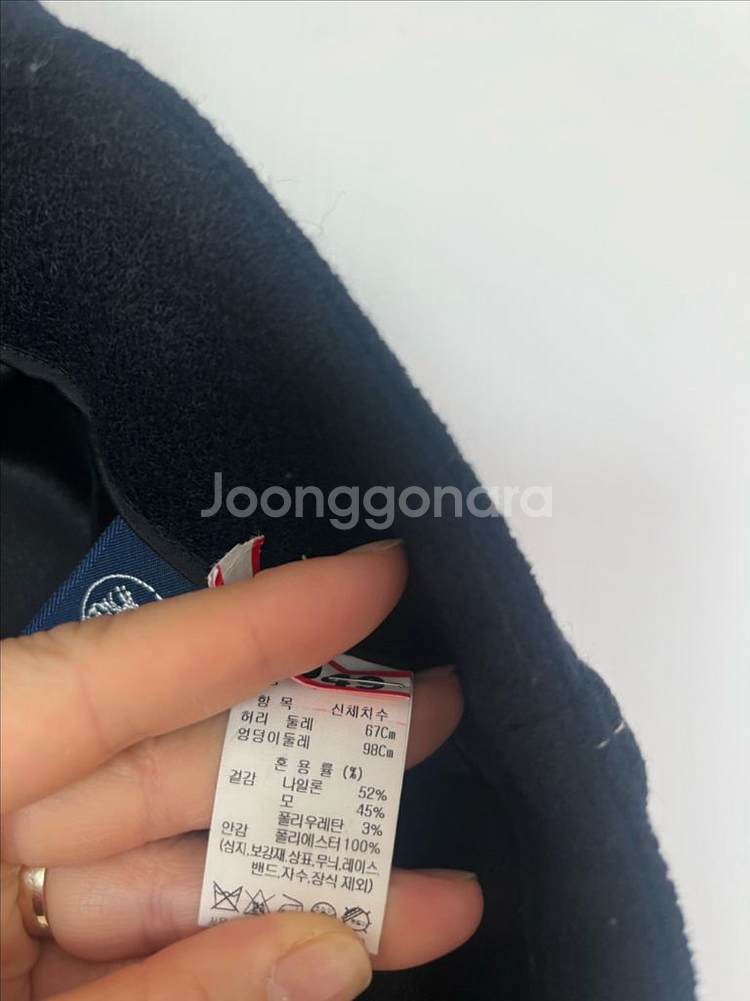 Joonggonara
항 목 신체치수
허리 둘레 67Cm
엉덩이둘레 98Cm
혼 용 률 (%)
겉감 나일론 52%
모 45%
폴리우레탄 3%
안감 폴리에스터100%
(심지,보강재,상표,무늬,레이스
밴드,자수,장식 제외)